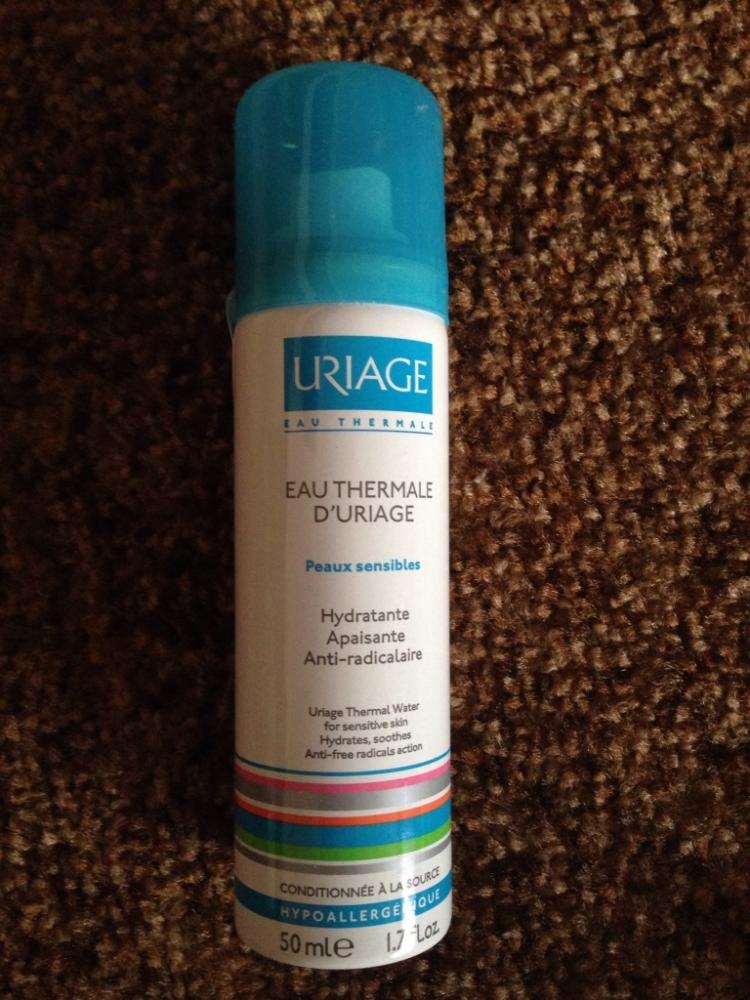 URIAGE
EAU THERMALE
EAU THERMALE
D'URIAGE
Peaux sensibles
Hydratante
Apaisante
Anti-radicalaire
Uriage Thermal Water
for sensitive skin
Hydrates, soothes
Anti-free radicals action
CONDITIONNÉE À LA SOURCE
HYPOALLERGÉNIQUE
50 ml e 1.7 fl.oz.